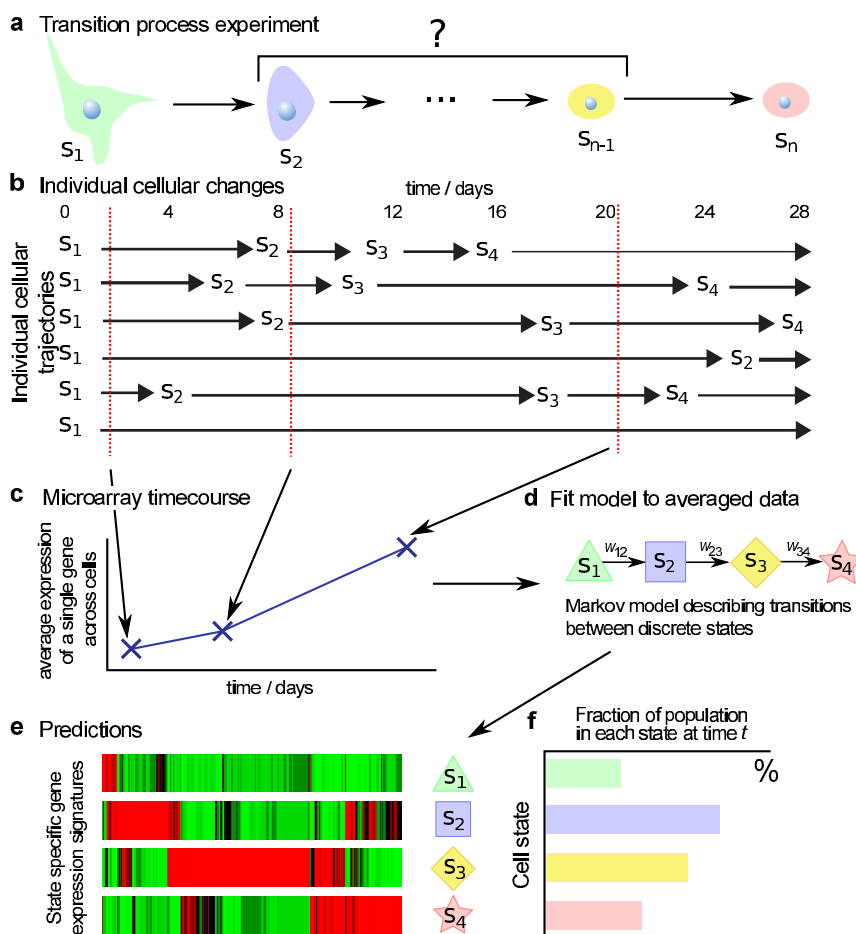 a Transition process experiment
?
...
s1
s2
sn-1
sn
b Individual cellular changes
time / days
0 4 8 12 16 20 24 28
Individual cellular
trajectories
s1 s2 s3 s4
s1 s2 s3 s4
s1 s2 s3 s4
s1 s2
s1 s2 s3 s4
s1
c Microarray timecourse
average expression
of a single gene
across cells
time / days
d Fit model to averaged data
w12 w23 w34
s1 s2 s3 s4
Markov model describing transitions
between discrete states
e Predictions
State specific gene
expression signatures
s1
s2
s3
s4
f Fraction of population
in each state at time t
%
Cell state